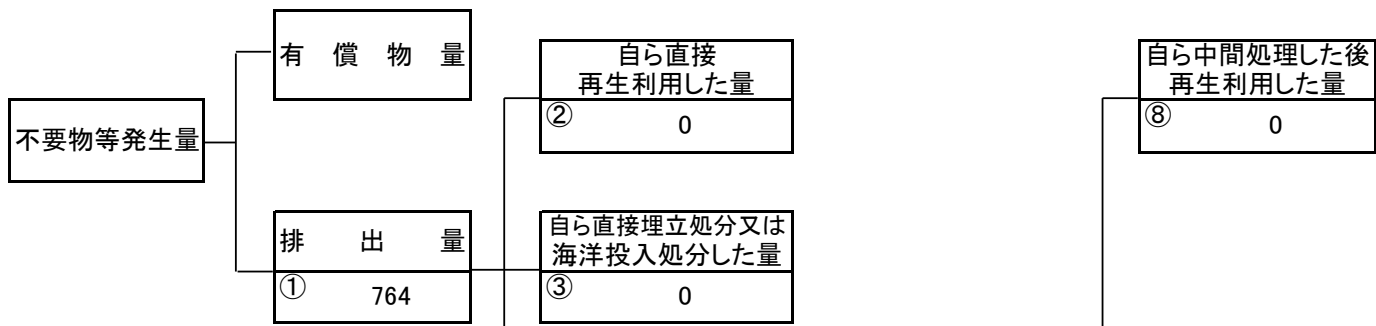 有償物量
自ら直接
再生利用した量
② 0
自ら中間処理した後
再生利用した量
⑧ 0
不要物等発生量
排出量
① 764
自ら直接埋立処分又は
海洋投入処分した量
③ 0